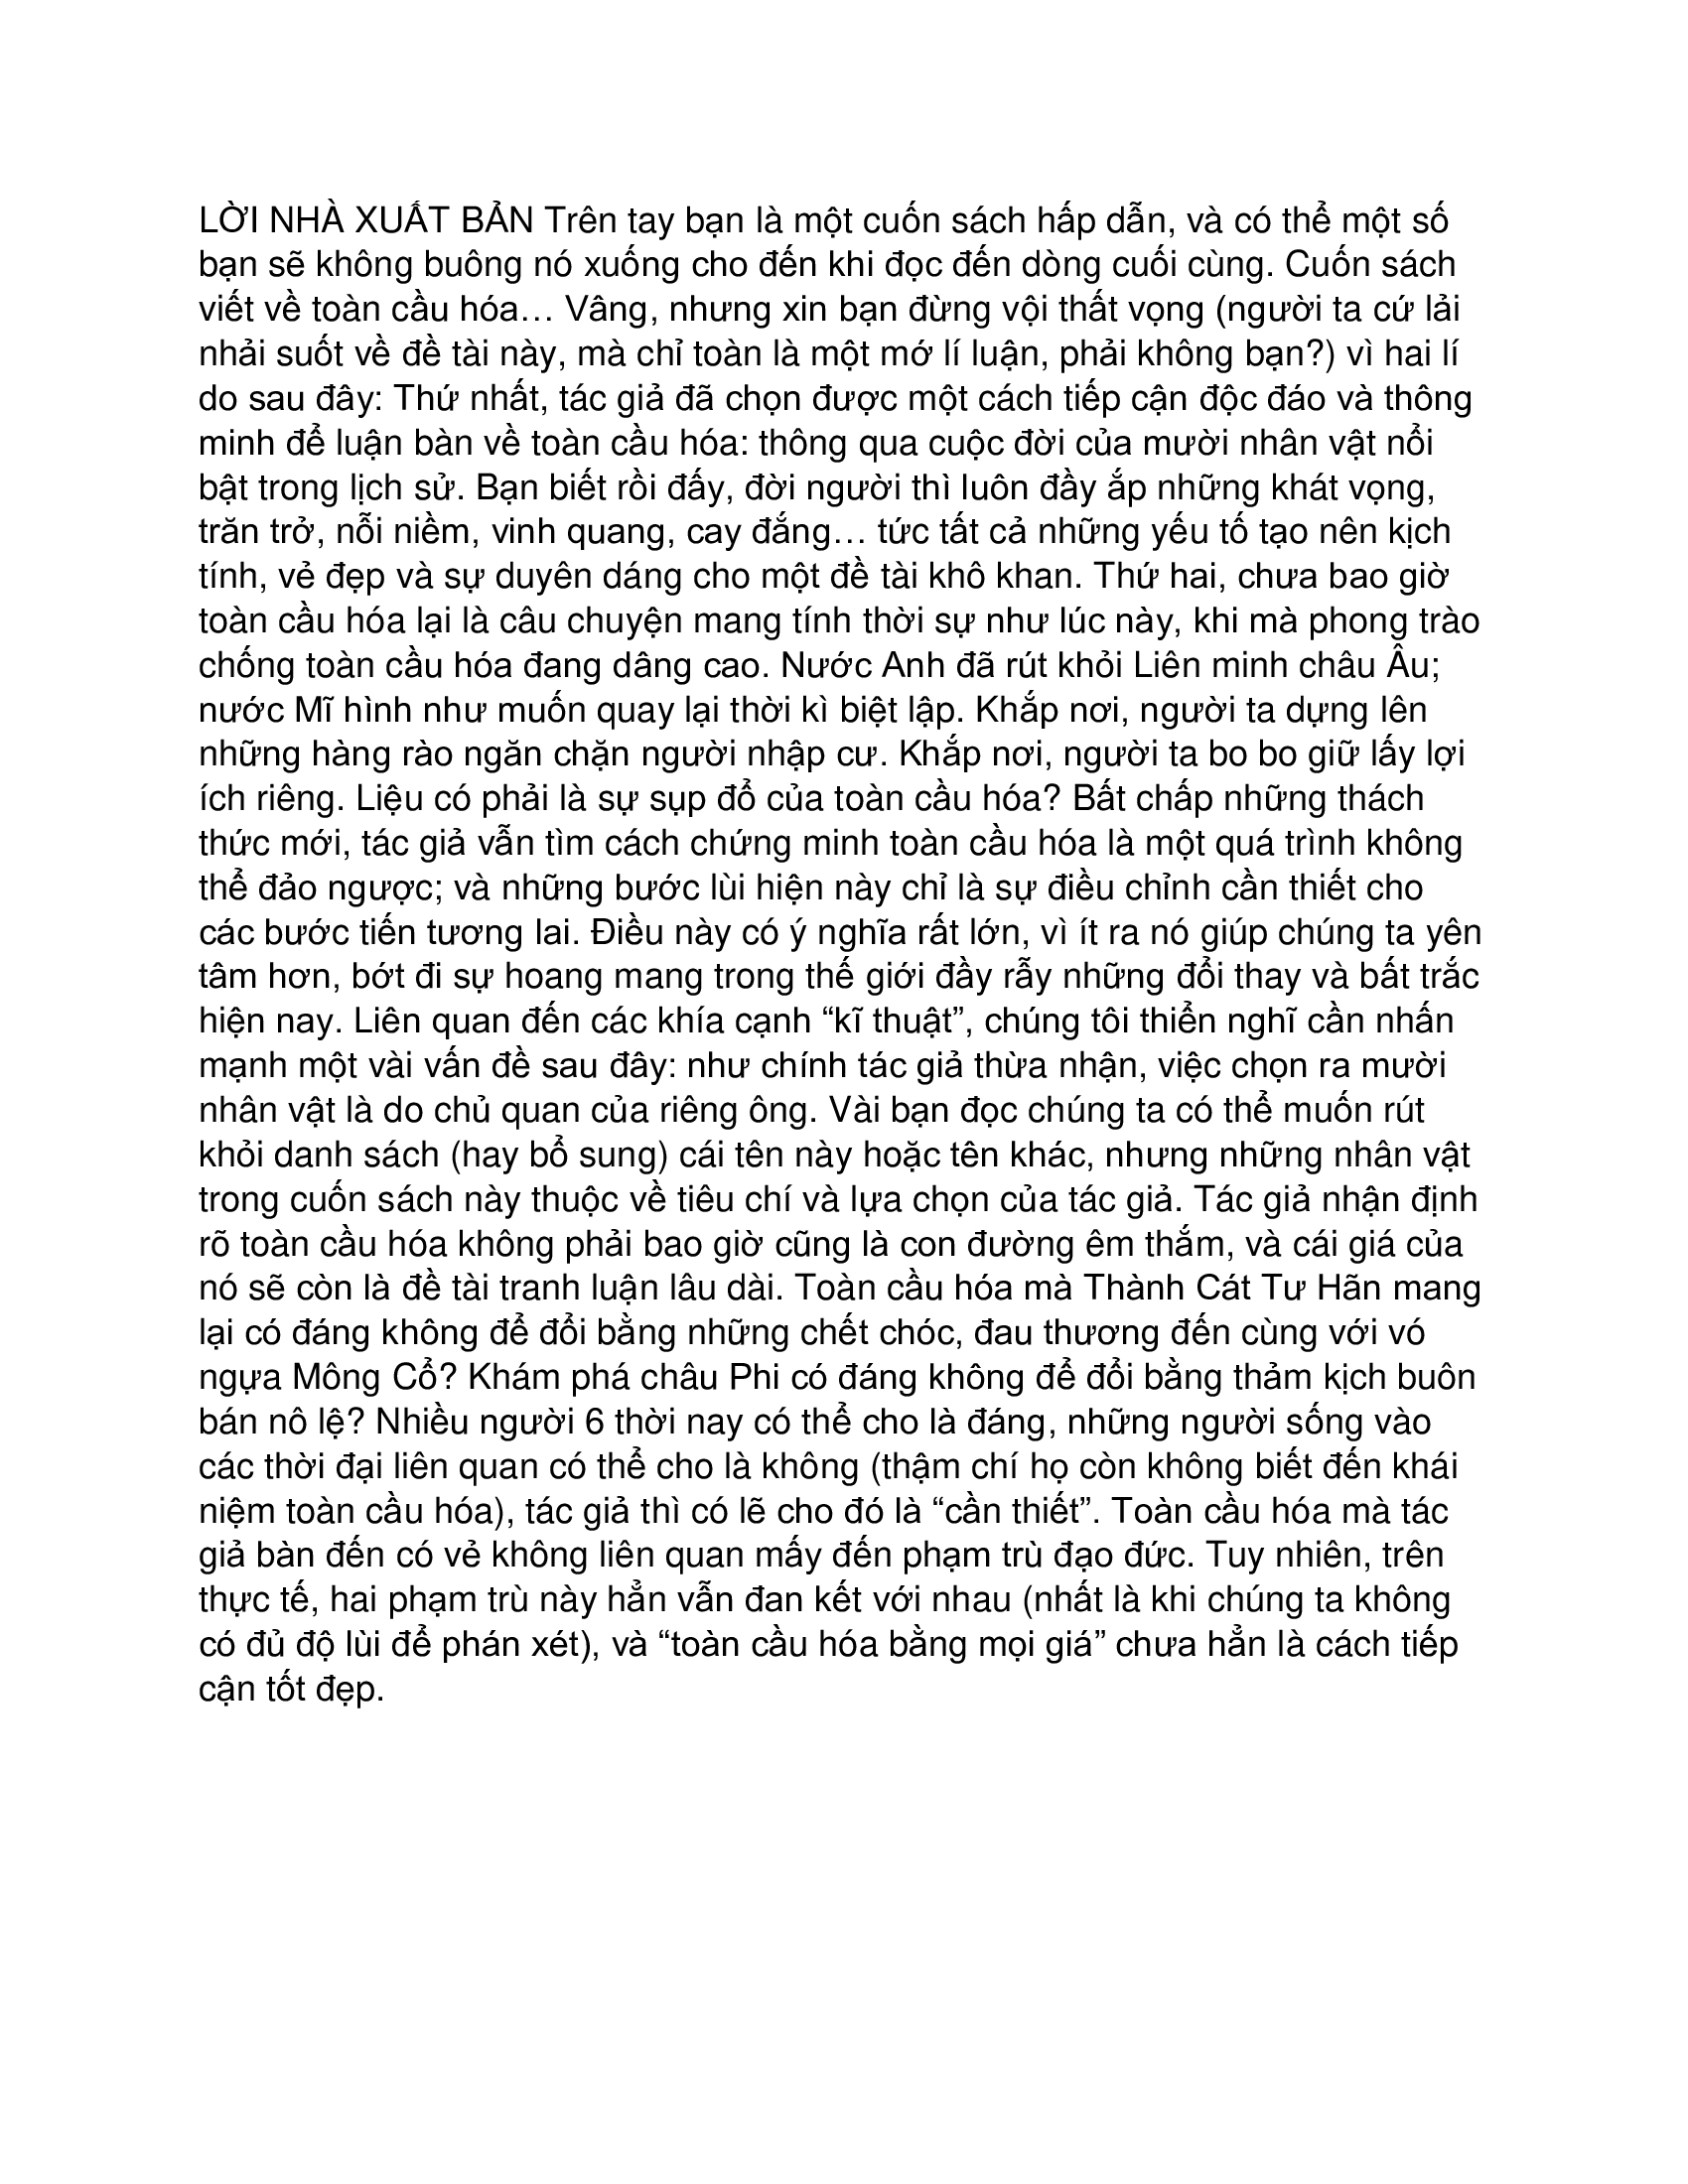 LỜI NHÀ XUẤT BẢN Trên tay bạn là một cuốn sách hấp dẫn, và có thể một số
bạn sẽ không buông nó xuống cho đến khi đọc đến dòng cuối cùng. Cuốn sách
viết về toàn cầu hóa… Vâng, nhưng xin bạn đừng vội thất vọng (người ta cứ lải
nhải suốt về đề tài này, mà chỉ toàn là một mớ lí luận, phải không bạn?) vì hai lí
do sau đây: Thứ nhất, tác giả đã chọn được một cách tiếp cận độc đáo và thông
minh để luận bàn về toàn cầu hóa: thông qua cuộc đời của mười nhân vật nổi
bật trong lịch sử. Bạn biết rồi đấy, đời người thì luôn đầy ắp những khát vọng,
trăn trở, nỗi niềm, vinh quang, cay đắng… tức tất cả những yếu tố tạo nên kịch
tính, vẻ đẹp và sự duyên dáng cho một đề tài khô khan. Thứ hai, chưa bao giờ
toàn cầu hóa lại là câu chuyện mang tính thời sự như lúc này, khi mà phong trào
chống toàn cầu hóa đang dâng cao. Nước Anh đã rút khỏi Liên minh châu Âu;
nước Mĩ hình như muốn quay lại thời kì biệt lập. Khắp nơi, người ta dựng lên
những hàng rào ngăn chặn người nhập cư. Khắp nơi, người ta bo bo giữ lấy lợi
ích riêng. Liệu có phải là sự sụp đổ của toàn cầu hóa? Bất chấp những thách
thức mới, tác giả vẫn tìm cách chứng minh toàn cầu hóa là một quá trình không
thể đảo ngược; và những bước lùi hiện này chỉ là sự điều chỉnh cần thiết cho
các bước tiến tương lai. Điều này có ý nghĩa rất lớn, vì ít ra nó giúp chúng ta yên
tâm hơn, bớt đi sự hoang mang trong thế giới đầy rẫy những đổi thay và bất trắc
hiện nay. Liên quan đến các khía cạnh “kĩ thuật”, chúng tôi thiển nghĩ cần nhấn
mạnh một vài vấn đề sau đây: như chính tác giả thừa nhận, việc chọn ra mười
nhân vật là do chủ quan của riêng ông. Vài bạn đọc chúng ta có thể muốn rút
khỏi danh sách (hay bổ sung) cái tên này hoặc tên khác, nhưng những nhân vật
trong cuốn sách này thuộc về tiêu chí và lựa chọn của tác giả. Tác giả nhận định
rõ toàn cầu hóa không phải bao giờ cũng là con đường êm thắm, và cái giá của
nó sẽ còn là đề tài tranh luận lâu dài. Toàn cầu hóa mà Thành Cát Tư Hãn mang
lại có đáng không để đổi bằng những chết chóc, đau thương đến cùng với vó
ngựa Mông Cổ? Khám phá châu Phi có đáng không để đổi bằng thảm kịch buôn
bán nô lệ? Nhiều người 6 thời nay có thể cho là đáng, những người sống vào
các thời đại liên quan có thể cho là không (thậm chí họ còn không biết đến khái
niệm toàn cầu hóa), tác giả thì có lẽ cho đó là “cần thiết”. Toàn cầu hóa mà tác
giả bàn đến có vẻ không liên quan mấy đến phạm trù đạo đức. Tuy nhiên, trên
thực tế, hai phạm trù này hẳn vẫn đan kết với nhau (nhất là khi chúng ta không
có đủ độ lùi để phán xét), và “toàn cầu hóa bằng mọi giá” chưa hẳn là cách tiếp
cận tốt đẹp.